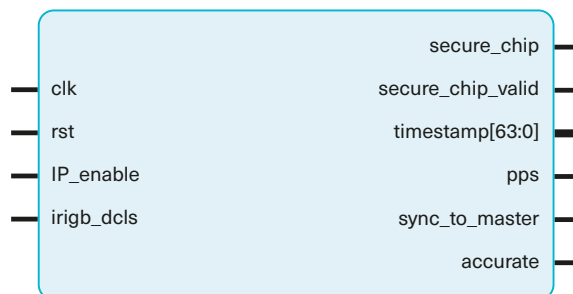 clk
rst
IP_enable
irigb_dcls
secure_chip
secure_chip_valid
timestamp[63:0]
pps
sync_to_master
accurate